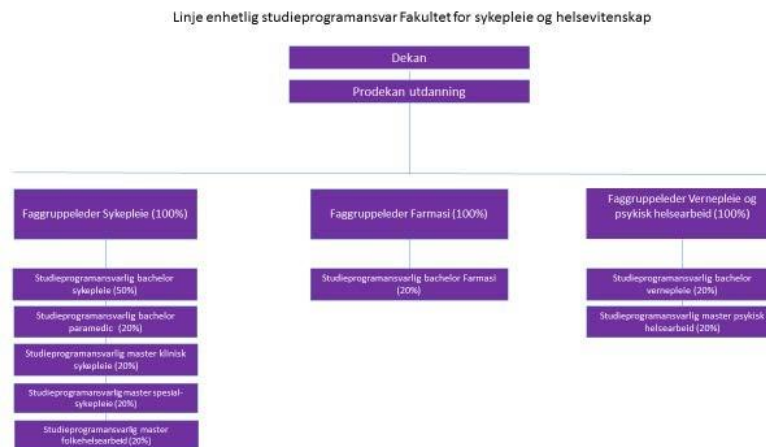 Linje enhetlig studieprogramansvar Fakultet for sykepleie og helsevitenskap
Dekan
Prodekan utdanning
Faggruppeleder Sykepleie (100%)
Faggruppeleder Farmasi (100%)
Faggruppeleder Vernepleie og
psykisk helsearbeid (100%)
Studieprogramansvarlig bachelor
sykepleie (50%)
Studieprogramansvarlig bachelor
paramedic (20%)
Studieprogramansvarlig master klinisk
sykepleie (20%)
Studieprogramansvarlig master spesial-
sykepleie (20%)
Studieprogramansvarlig master
folkehelsearbeid (20%)
Studieprogramansvarlig bachelor Farmasi
(20%)
Studieprogramansvarlig bachelor
vernepleie (20%)
Studieprogramansvarlig master psykisk
helsearbeid (20%)